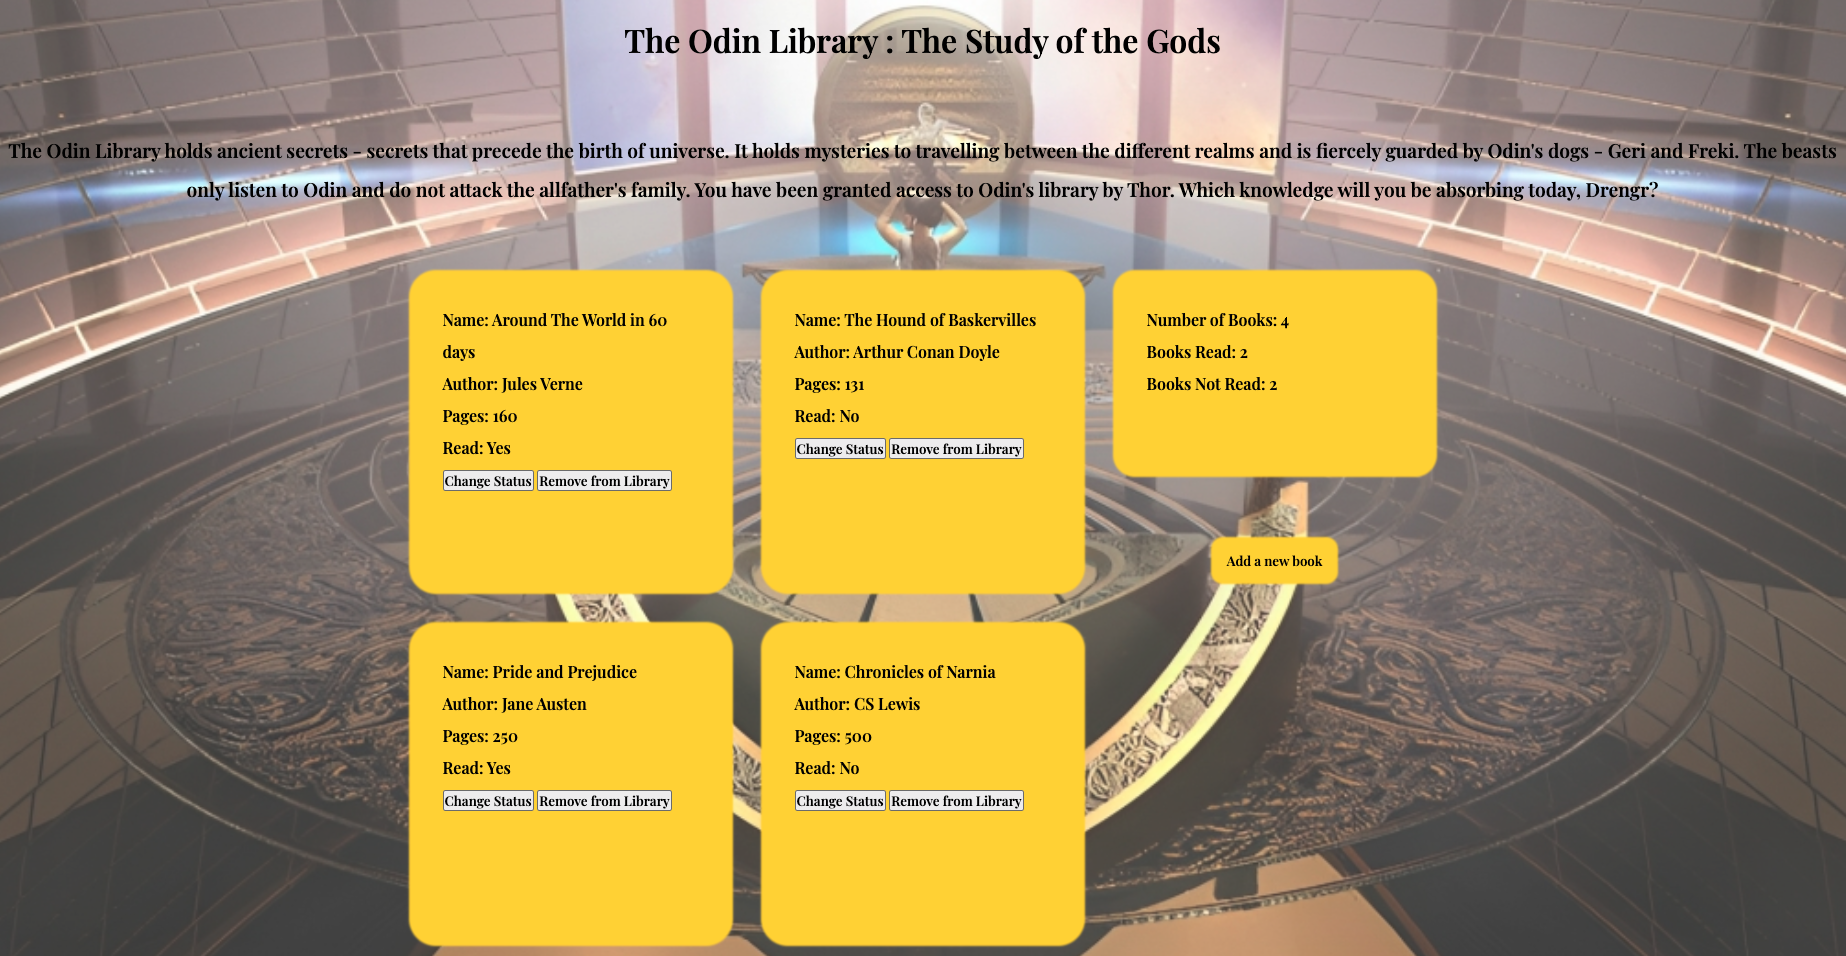 The Odin Library : The Study of the Gods
The Odin Library holds ancient secrets - secrets that precede the birth of universe. It holds mysteries to travelling between the different realms and is fiercely guarded by Odin's dogs - Geri and Freki. The beasts
only listen to Odin and do not attack the allfather's family. You have been granted access to Odin's library by Thor. Which knowledge will you be absorbing today, Drengr?
Name: Around The World in 60
days
Author: Jules Verne
Pages: 160
Read: Yes
Change Status Remove from Library
Name: The Hound of Baskervilles
Author: Arthur Conan Doyle
Pages: 131
Read: No
Change Status Remove from Library
Number of Books: 4
Books Read: 2
Books Not Read: 2
Add a new book
Name: Pride and Prejudice
Author: Jane Austen
Pages: 250
Read: Yes
Change Status Remove from Library
Name: Chronicles of Narnia
Author: CS Lewis
Pages: 500
Read: No
Change Status Remove from Library